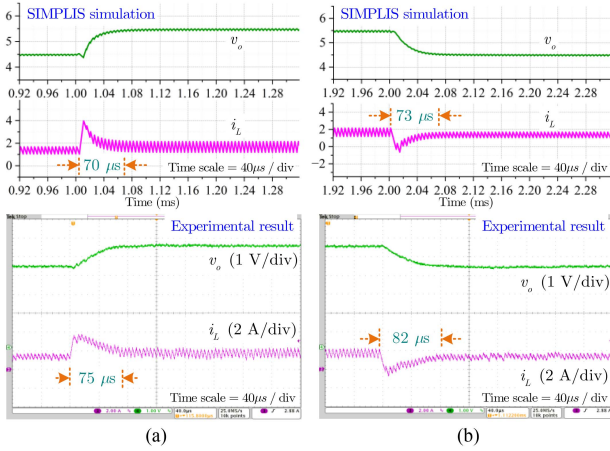 SIMPLIS simulation
6
5
4
v_o
0.92 0.96 1.00 1.04 1.08 1.12 1.16 1.20 1.24 1.28
4
2
0
i_L
70 μs
Time scale = 40μs / div
0.92 0.96 1.00 1.04 1.08 1.12 1.16 1.20 1.24 1.28
Time (ms)
Experimental result
v_o (1 V/div)
i_L (2 A/div)
75 μs
Time scale = 40μs / div
(a)
SIMPLIS simulation
6
5
4
v_o
1.92 1.96 2.00 2.04 2.08 2.12 2.16 2.20 2.24 2.28
73 μs
4
2
0
−2
i_L
Time scale = 40μs / div
1.92 1.96 2.00 2.04 2.08 2.12 2.16 2.20 2.24 2.28
Time (ms)
Experimental result
v_o (1 V/div)
82 μs
i_L (2 A/div)
Time scale = 40μs / div
(b)